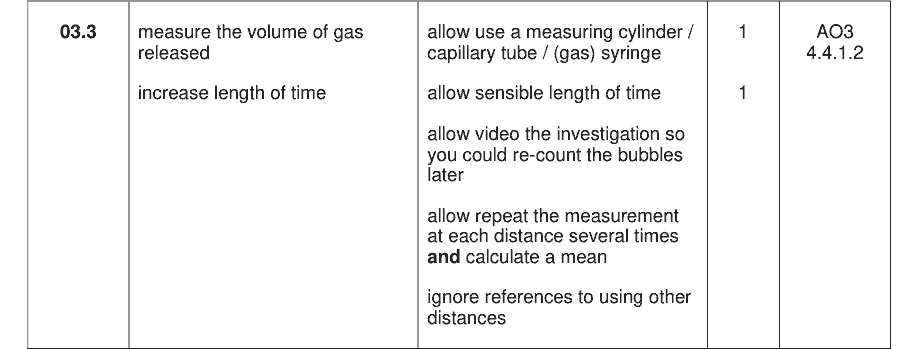 03.3
measure the volume of gas
released
allow use a measuring cylinder /
capillary tube / (gas) syringe
1
AO3
4.4.1.2
increase length of time
allow sensible length of time
1
allow video the investigation so
you could re-count the bubbles
later
allow repeat the measurement
at each distance several times
and calculate a mean
ignore references to using other
distances